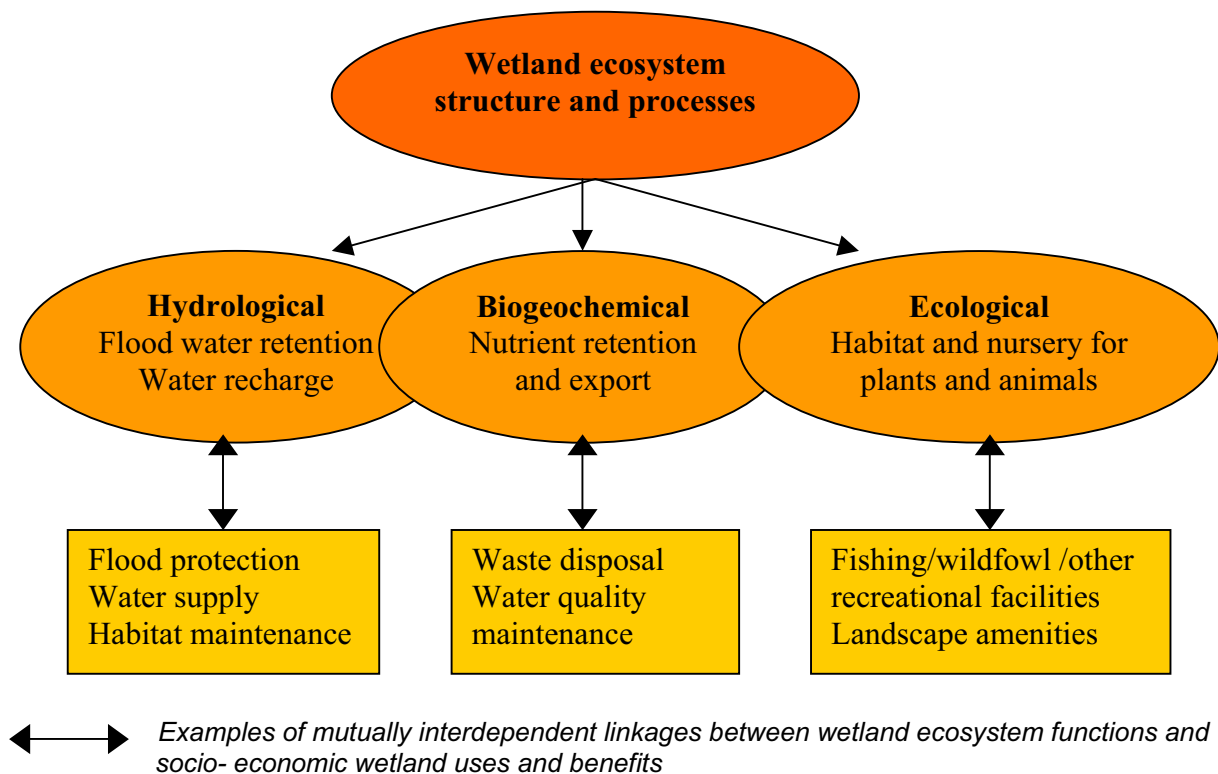 Wetland ecosystem
structure and processes
Hydrological
Flood water retention
Water recharge
Biogeochemical
Nutrient retention
and export
Ecological
Habitat and nursery for
plants and animals
Flood protection
Water supply
Habitat maintenance
Waste disposal
Water quality
maintenance
Fishing/wildfowl /other
recreational facilities
Landscape amenities
Examples of mutually interdependent linkages between wetland ecosystem functions and
socio- economic wetland uses and benefits